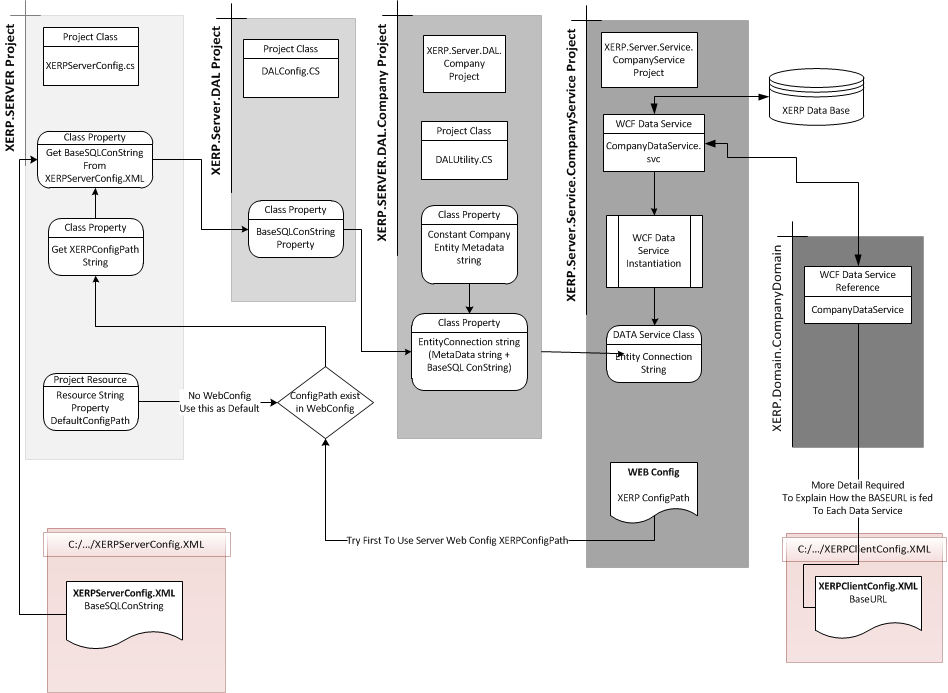 XERP.SERVER Project
Project Class
XERPServerConfig.cs
Class Property
Get BaseSQLConString
From
XERPServerConfig.XML
Class Property
Get XERPConfigPath
String
Project Resource
Resource String
Property
DefaultConfigPath
No WebConfig
Use this as Default
ConfigPath exist
in WebConfig
XERP.Server.DAL Project
Project Class
DALConfig.CS
Class Property
BaseSQLConString
Property
XERP.SERVER.DAL.Company Project
XERP.Server.DAL.
Company
Project
Project Class
DALUtility.CS
Class Property
Constant Company
Entity Metadata
string
Class Property
EntityConnection string
(MetaData string +
BaseSQL ConString)
XERP.Server.Service.CompanyService Project
XERP.Server.Service.
CompanyService
Project
WCF Data Service
CompanyDataService.
svc
WCF Data
Service
Instantiation
DATA Service Class
Entity Connection
String
WEB Config
XERP ConfigPath
Try First To Use Server Web Config XERPConfigPath
XERP Data Base
XERP.Domain.CompanyDomain
WCF Data Service
Reference
CompanyDataService
More Detail Required
To Explain How the BASEURL is fed
To Each Data Service
C:/.../XERPServerConfig.XML
XERPServerConfig.XML
BaseSQLConString
C:/.../XERPClientConfig.XML
XERPClientConfig.XML
BaseURL